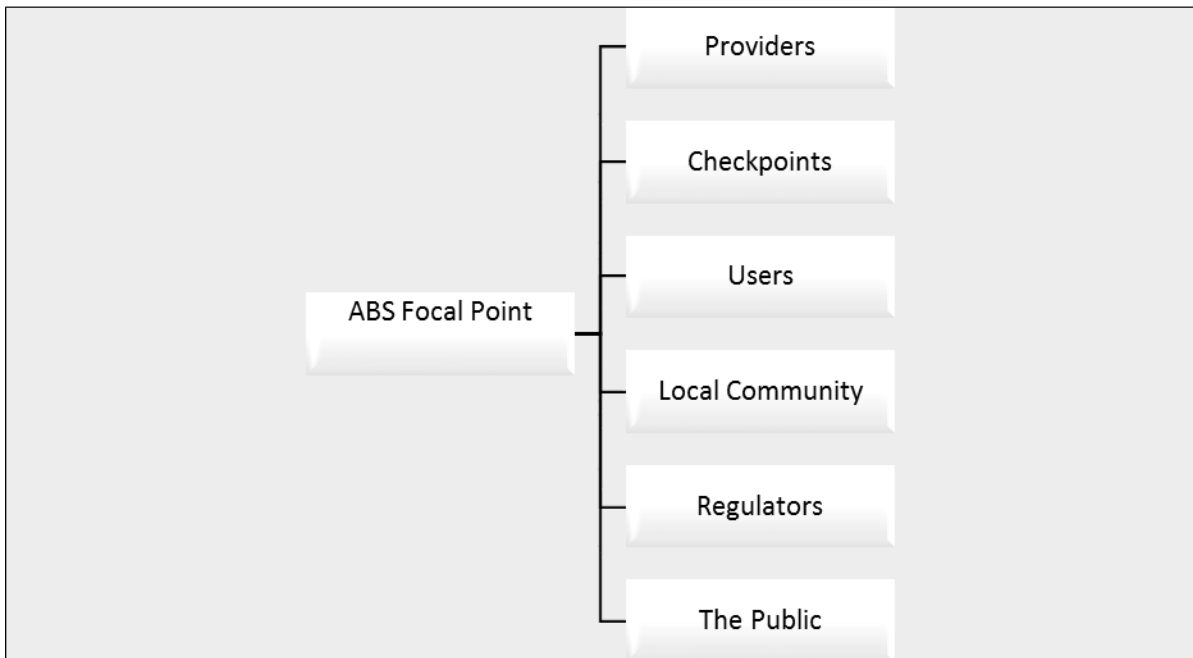 Providers
Checkpoints
Users
ABS Focal Point
Local Community
Regulators
The Public